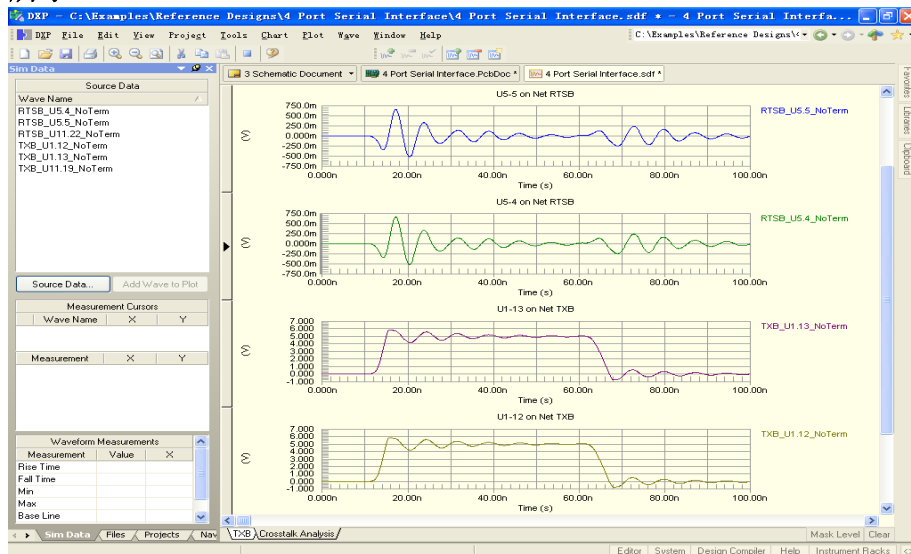 DXP - C:\Examples\Reference Designs\4 Port Serial Interface\4 Port Serial Interface.sdf * - 4 Port Serial Interfa...
DXP File Edit View Project Tools Chart Plot Wave Window Help
Sim Data
3 Schematic Document
4 Port Serial Interface.PcbDoc *
4 Port Serial Interface.sdf *
Favorites
Libraries
Clipboard
Source Data
Wave Name
RTSB_U5.4_NoTerm
RTSB_U5.5_NoTerm
RTSB_U11.22_NoTerm
TXB_U1.12_NoTerm
TXB_U1.13_NoTerm
TXB_U11.19_NoTerm
Source Data...
Add Wave to Plot
Measurement Cursors
Wave Name X Y
Measurement X Y
Waveform Measurements
Measurement Value X
Rise Time
Fall Time
Min
Max
Base Line
Sim Data Files Projects Nav
U5-5 on Net RTSB
RTSB_U5.5_NoTerm
750.0m
500.0m
250.0m
0.000m
-250.0m
-500.0m
-750.0m
(V)
0.000n 20.00n 40.00n 60.00n 80.00n 100.00n
Time (s)
U5-4 on Net RTSB
RTSB_U5.4_NoTerm
750.0m
500.0m
250.0m
0.000m
-250.0m
-500.0m
-750.0m
(V)
0.000n 20.00n 40.00n 60.00n 80.00n 100.00n
Time (s)
U1-13 on Net TXB
TXB_U1.13_NoTerm
7.000
6.000
5.000
4.000
3.000
2.000
1.000
0.000
-1.000
(V)
0.000n 20.00n 40.00n 60.00n 80.00n 100.00n
Time (s)
U1-12 on Net TXB
TXB_U1.12_NoTerm
7.000
6.000
5.000
4.000
3.000
2.000
1.000
0.000
-1.000
(V)
0.000n 20.00n 40.00n 60.00n 80.00n 100.00n
Time (s)
TXB Crosstalk Analysis
Mask Level Clear
Editor System Design Compiler Help Instrument Racks